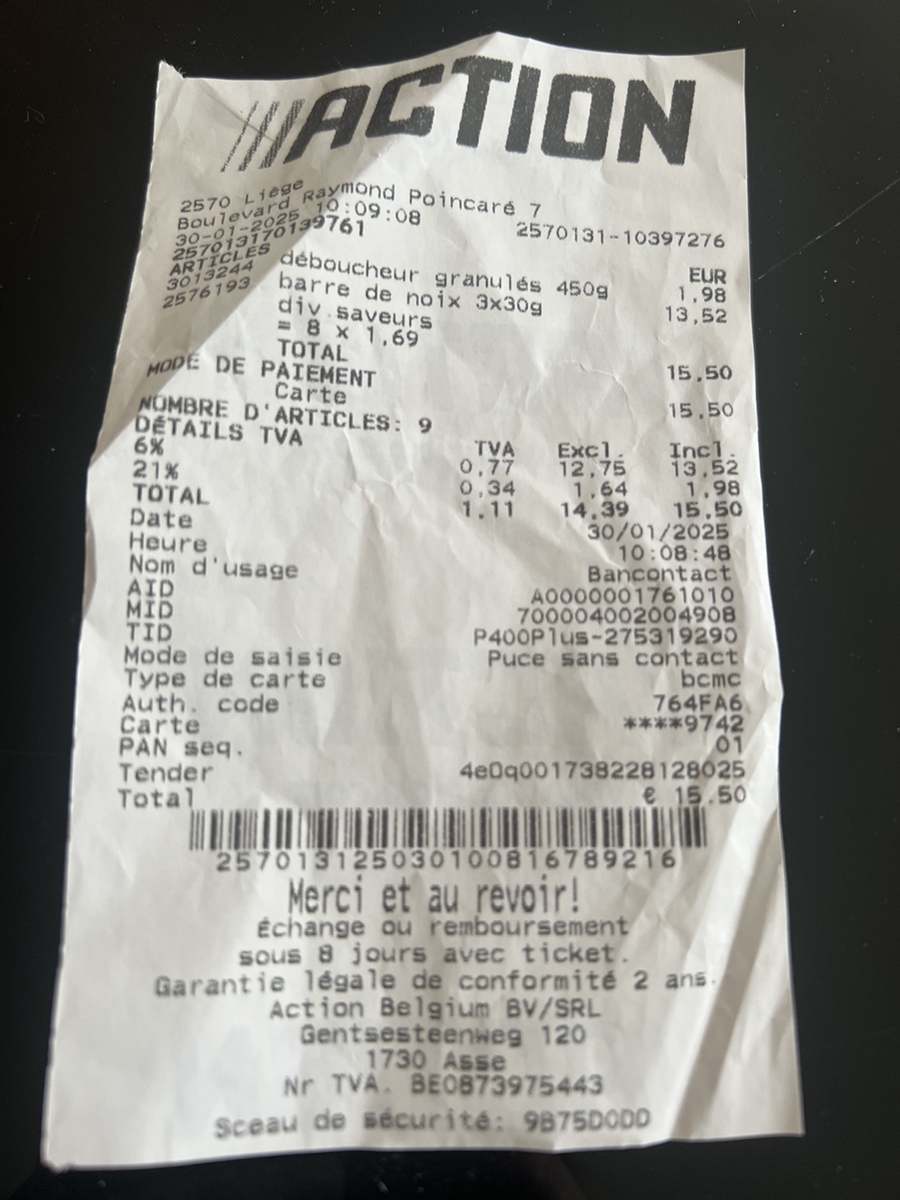 ACTION
2570 Liège
Boulevard Raymond Poincaré 7
30-01-2025 10:09:08 2570131-10397276
257013170139761
ARTICLES EUR
3013244 déboucheur granulés 450g 1,98
2576193 barre de noix 3x30g 13,52
div.saveurs
= 8 x 1,69
TOTAL 15,50
MODE DE PAIEMENT
Carte 15,50
NOMBRE D'ARTICLES: 9
DÉTAILS TVA TVA Excl. Incl.
6% 0,77 12,75 13,52
21% 0,34 1,64 1,98
TOTAL 1.11 14,39 15.50
Date 30/01/2025
Heure 10:08:48
Nom d'usage Bancontact
AID A0000001761010
MID 700004002004908
TID P400Plus-275319290
Mode de saisie Puce sans contact
Type de carte bcmc
Auth. code 764FA6
Carte ****9742
PAN seq. 01
Tender 4e0q001738228128025
Total € 15.50
257013125030100816789216
Merci et au revoir!
Échange ou remboursement
sous 8 jours avec ticket.
Garantie légale de conformité 2 ans.
Action Belgium BV/SRL
Gentsesteenweg 120
1730 Asse
Nr TVA. BE0873975443
Sceau de sécurité: 9B75D0DD